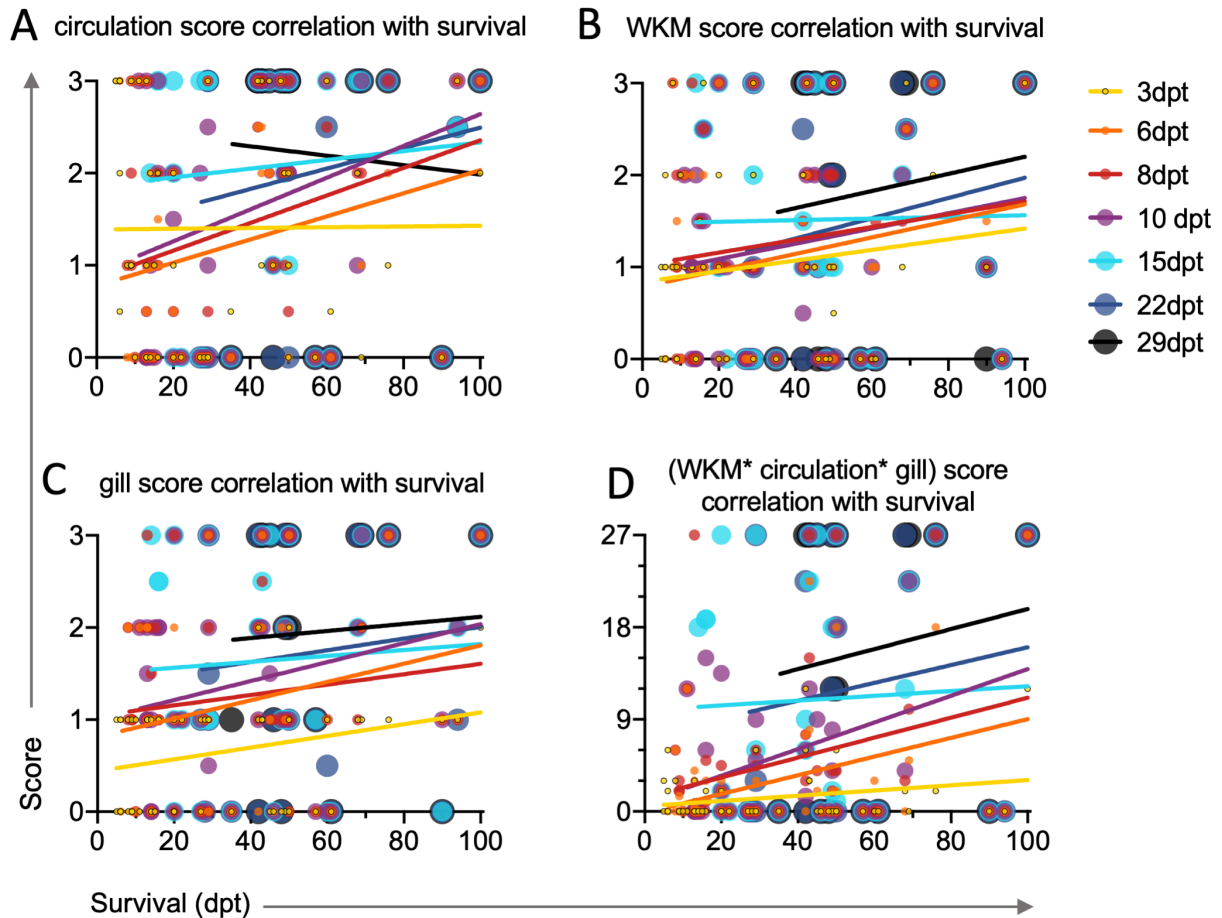 A circulation score correlation with survival
3
2
1
0
0 20 40 60 80 100
B WKM score correlation with survival
3
2
1
0
0 20 40 60 80 100
3dpt
6dpt
8dpt
10 dpt
15dpt
22dpt
29dpt
C gill score correlation with survival
3
2
1
0
0 20 40 60 80 100
D (WKM* circulation* gill) score
correlation with survival
27
18
9
0
0 20 40 60 80 100
Score
Survival (dpt)